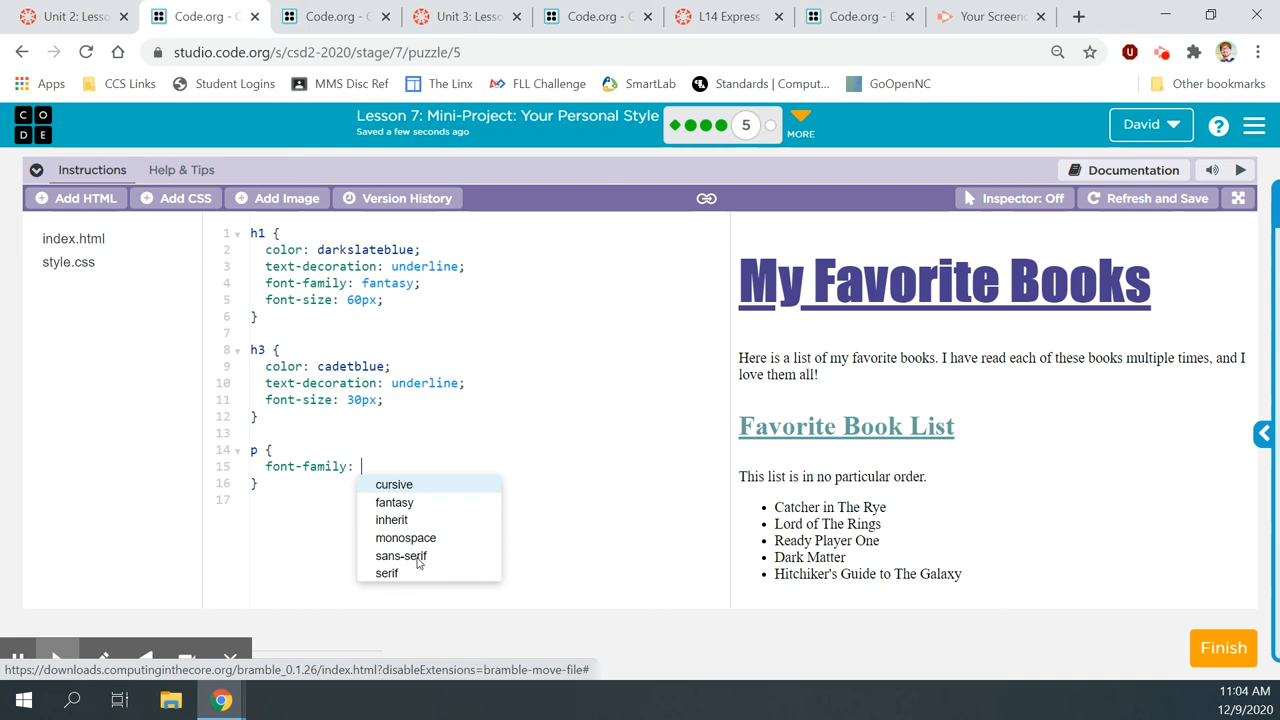 Unit 2: Lesso
Code.org - C
Code.org - C
Unit 3: Lesso
Code.org - C
L14 Express
Code.org - E
Your Screenc
studio.code.org/s/csd2-2020/stage/7/puzzle/5
Apps
CCS Links
Student Logins
MMS Disc Ref
The Linx
FLL Challenge
SmartLab
Standards | Comput...
GoOpenNC
Other bookmarks
C O
D E
Lesson 7: Mini-Project: Your Personal Style
Saved a few seconds ago
5
MORE
David
?
Instructions
Help & Tips
Documentation
Add HTML
Add CSS
Add Image
Version History
Inspector: Off
Refresh and Save
index.html
style.css
1 h1 {
2 color: darkslateblue;
3 text-decoration: underline;
4 font-family: fantasy;
5 font-size: 60px;
6 }
7
8 h3 {
9 color: cadetblue;
10 text-decoration: underline;
11 font-size: 30px;
12 }
13
14 p {
15 font-family:
16 }
17
cursive
fantasy
inherit
monospace
sans-serif
serif
My Favorite Books
Here is a list of my favorite books. I have read each of these books multiple times, and I
love them all!
Favorite Book List
This list is in no particular order.
• Catcher in The Rye
• Lord of The Rings
• Ready Player One
• Dark Matter
• Hitchiker's Guide to The Galaxy
Finish
https://downloads.computinginthecore.org/bramble_0.1.26/index.html?disableExtensions=bramble-move-file#
11:04 AM
12/9/2020